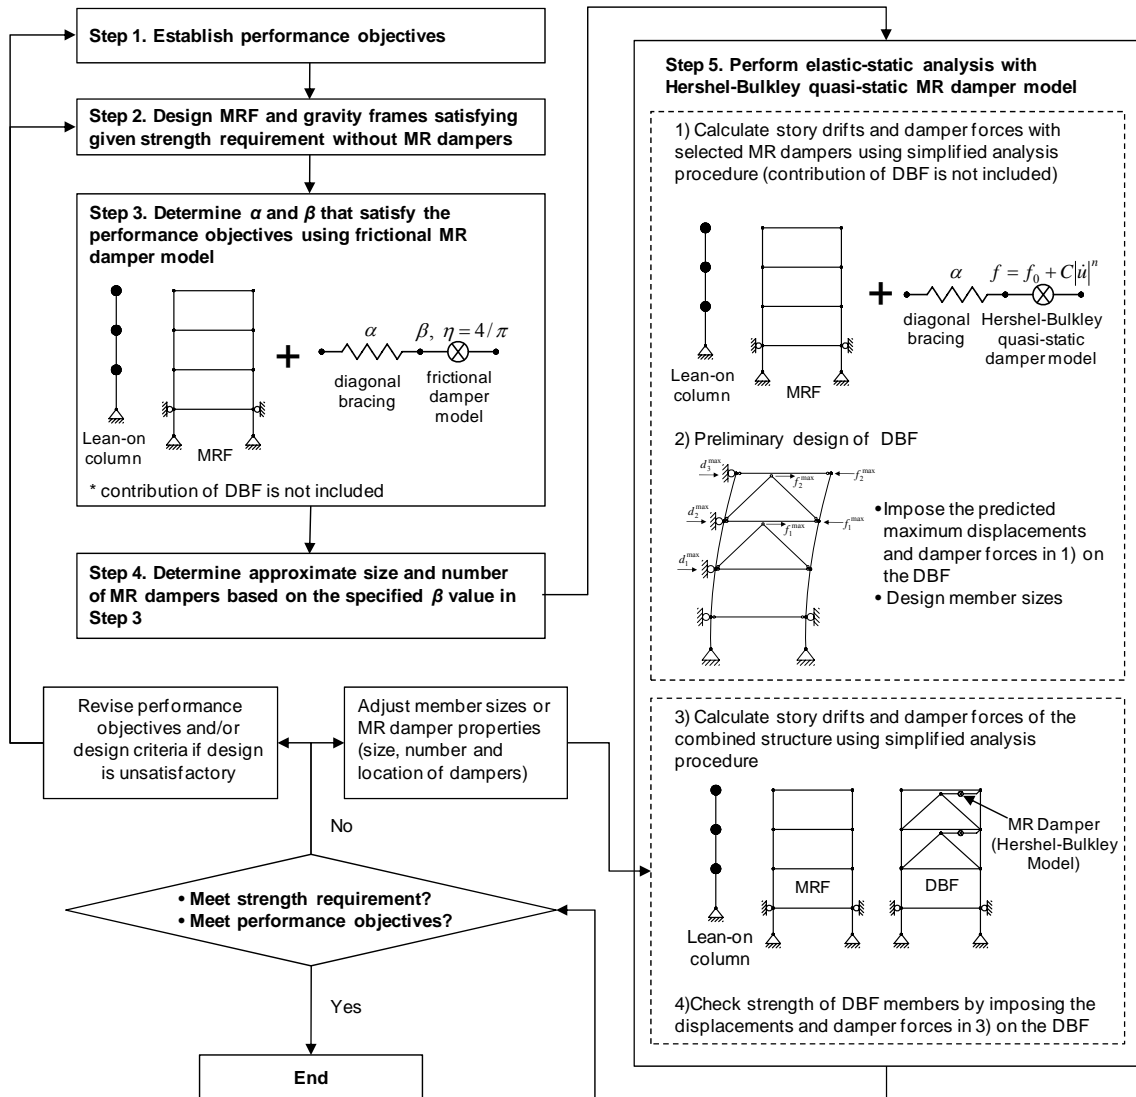 Step 1. Establish performance objectives
Step 2. Design MRF and gravity frames satisfying
given strength requirement without MR dampers
Step 3. Determine α and β that satisfy the
performance objectives using frictional MR
damper model
α
β, η = 4/π
diagonal
bracing
frictional
damper
model
Lean-on
column
MRF
* contribution of DBF is not included
Step 4. Determine approximate size and number
of MR dampers based on the specified β value in
Step 3
Revise performance
objectives and/or
design criteria if design
is unsatisfactory
Adjust member sizes or
MR damper properties
(size, number and
location of dampers)
No
• Meet strength requirement?
• Meet performance objectives?
Yes
End
Step 5. Perform elastic-static analysis with
Hershel-Bulkley quasi-static MR damper model
1) Calculate story drifts and damper forces with
selected MR dampers using simplified analysis
procedure (contribution of DBF is not included)
α
f = f₀ + C|u̇|ⁿ
diagonal
bracing
Hershel-Bulkley
quasi-static
damper model
Lean-on
column
MRF
2) Preliminary design of DBF
d₃ᵐᵃˣ
f₂ᵐᵃˣ
f₂ᵐᵃˣ
d₂ᵐᵃˣ
f₁ᵐᵃˣ
f₁ᵐᵃˣ
d₁ᵐᵃˣ
• Impose the predicted
maximum displacements
and damper forces in 1) on
the DBF
• Design member sizes
3) Calculate story drifts and damper forces of the
combined structure using simplified analysis
procedure
MR Damper
(Hershel-Bulkley
Model)
MRF
DBF
Lean-on
column
4)Check strength of DBF members by imposing the
displacements and damper forces in 3) on the DBF